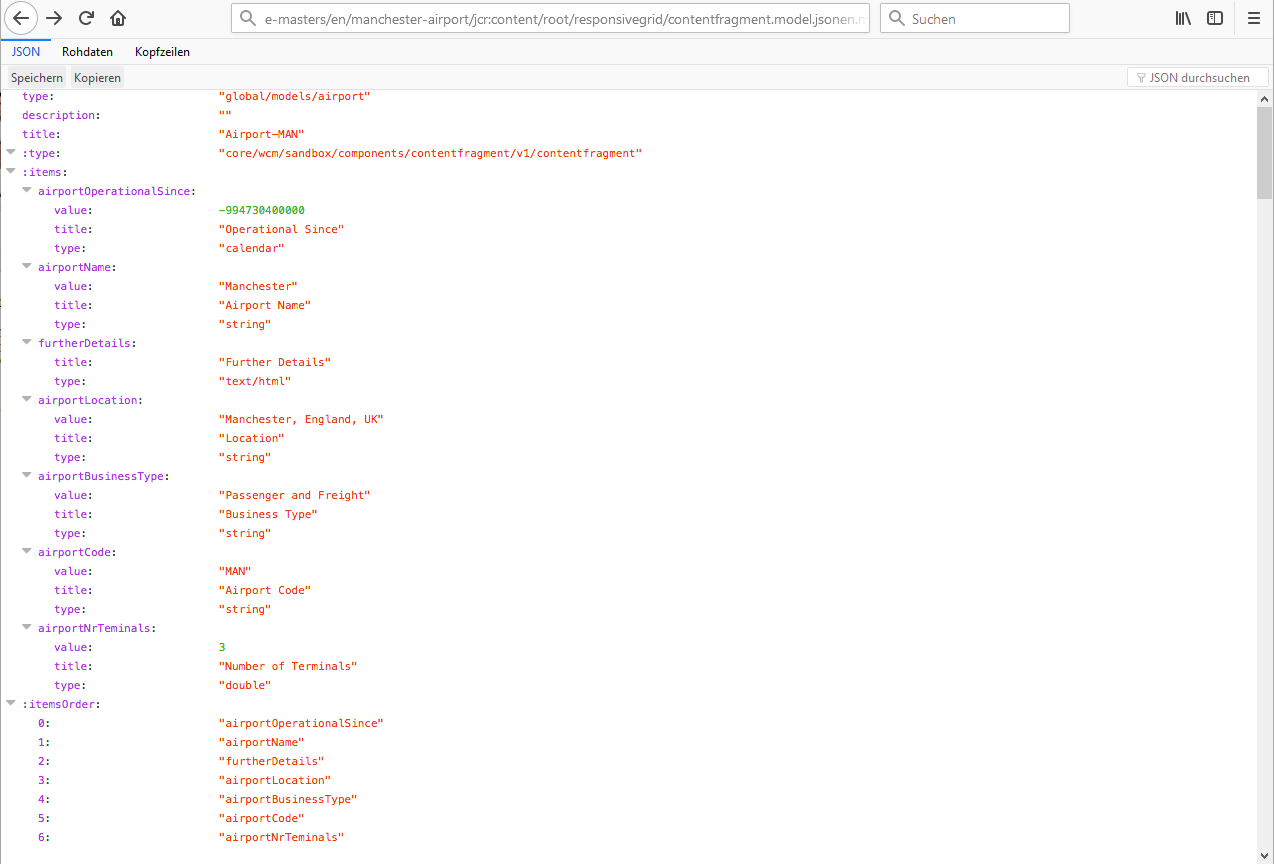 e-masters/en/manchester-airport/jcr:content/root/responsivegrid/contentfragment.model.jsonen.m
Suchen
JSON Rohdaten Kopfzeilen
Speichern Kopieren JSON durchsuchen
type: "global/models/airport"
description: ""
title: "Airport-MAN"
:type: "core/wcm/sandbox/components/contentfragment/v1/contentfragment"
:items:
airportOperationalSince:
value: -994730400000
title: "Operational Since"
type: "calendar"
airportName:
value: "Manchester"
title: "Airport Name"
type: "string"
furtherDetails:
title: "Further Details"
type: "text/html"
airportLocation:
value: "Manchester, England, UK"
title: "Location"
type: "string"
airportBusinessType:
value: "Passenger and Freight"
title: "Business Type"
type: "string"
airportCode:
value: "MAN"
title: "Airport Code"
type: "string"
airportNrTeminals:
value: 3
title: "Number of Terminals"
type: "double"
:itemsOrder:
0: "airportOperationalSince"
1: "airportName"
2: "furtherDetails"
3: "airportLocation"
4: "airportBusinessType"
5: "airportCode"
6: "airportNrTeminals"